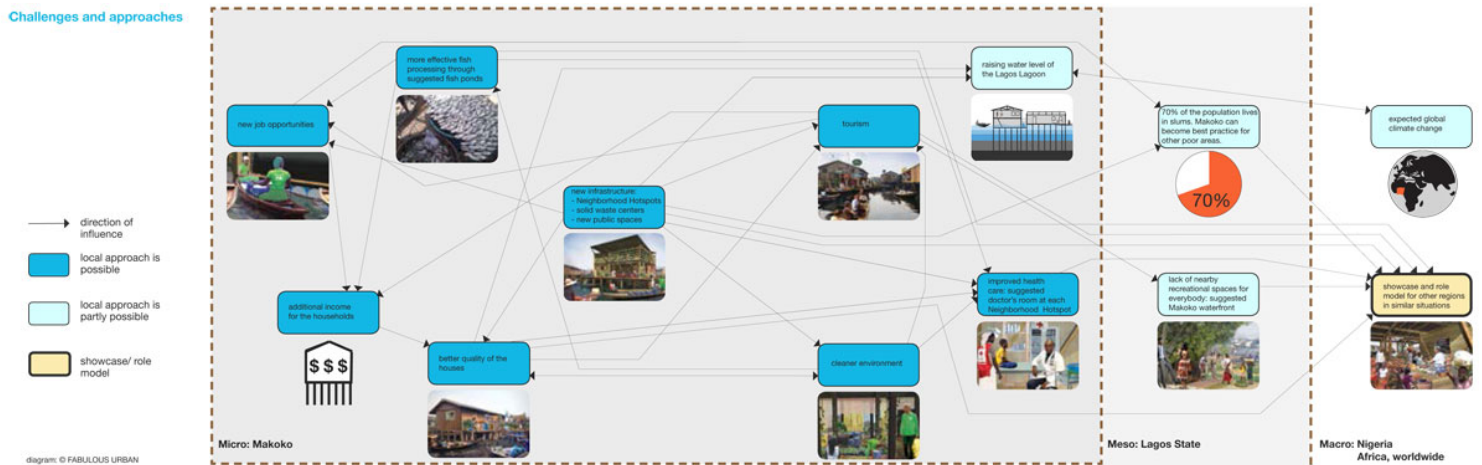 Challenges and approaches
direction of
influence
local approach is
possible
local approach is
partly possible
showcase/ role
model
diagram: © FABULOUS URBAN
more effective fish
processing through
suggested fish ponds
new job opportunities
new infrastructure:
- Neighborhood Hotspots
- solid waste centers
- new public spaces
tourism
raising water level of
the Lagos Lagoon
additional income
for the households
$ $ $
better quality of the
houses
cleaner environment
improved health
care: suggested
doctor's room at each
Neighborhood Hotspot
Micro: Makoko
70% of the population lives
in slums. Makoko can
become best practice for
other poor areas.
70%
lack of nearby
recreational spaces for
everybody: suggested
Makoko waterfront
Meso: Lagos State
expected global
climate change
showcase and role
model for other regions
in similar situations
Macro: Nigeria
Africa, worldwide